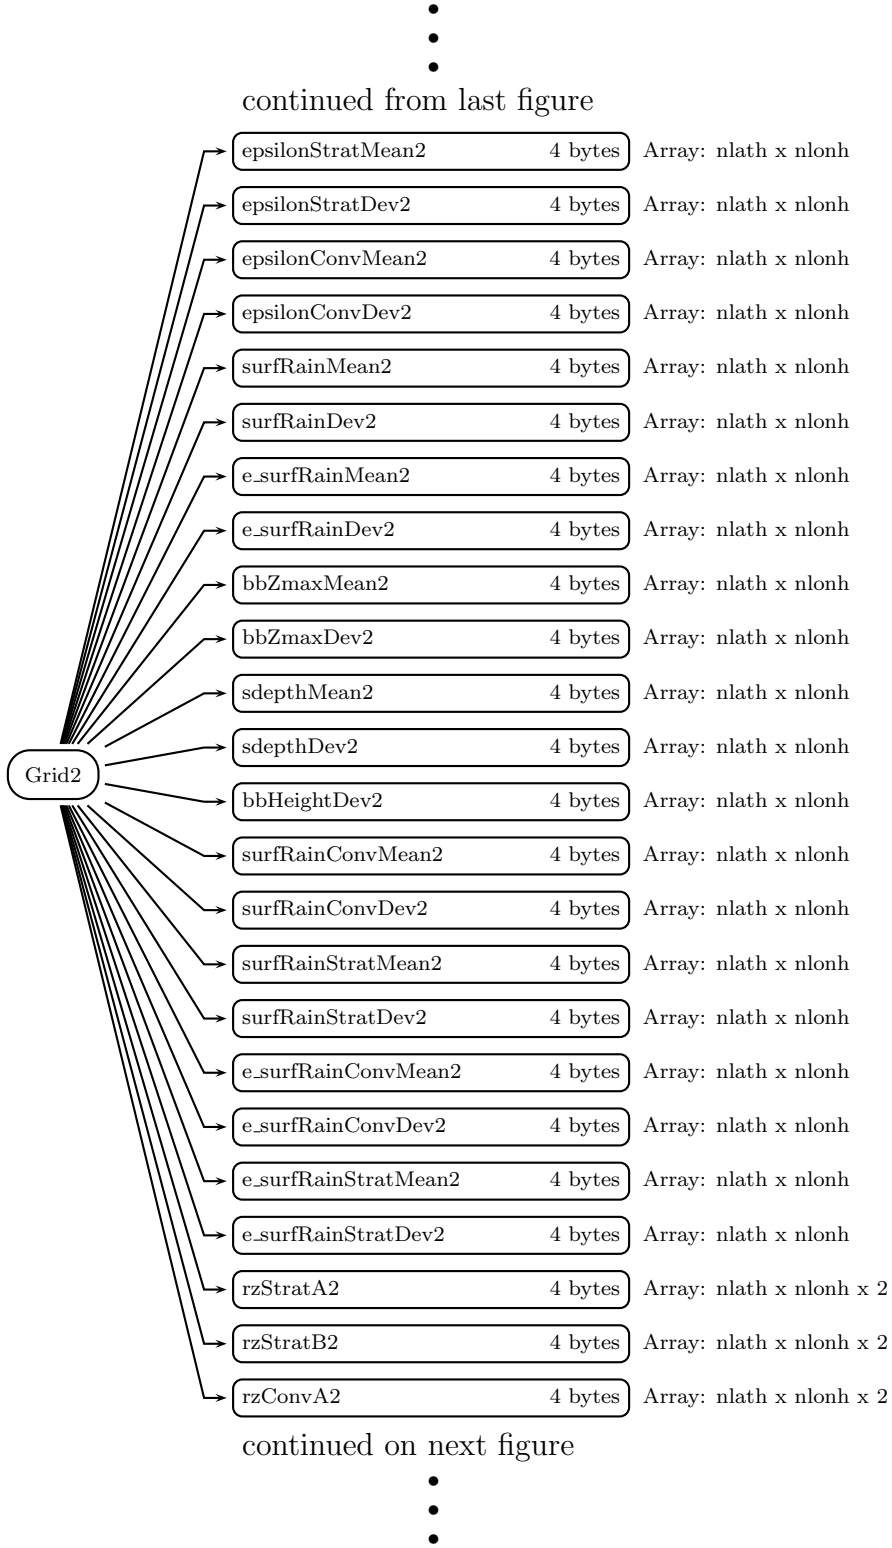 continued from last figure
epsilonStratMean2 4 bytes Array: nlath x nlonh
epsilonStratDev2 4 bytes Array: nlath x nlonh
epsilonConvMean2 4 bytes Array: nlath x nlonh
epsilonConvDev2 4 bytes Array: nlath x nlonh
surfRainMean2 4 bytes Array: nlath x nlonh
surfRainDev2 4 bytes Array: nlath x nlonh
e_surfRainMean2 4 bytes Array: nlath x nlonh
e_surfRainDev2 4 bytes Array: nlath x nlonh
bbZmaxMean2 4 bytes Array: nlath x nlonh
bbZmaxDev2 4 bytes Array: nlath x nlonh
sdepthMean2 4 bytes Array: nlath x nlonh
sdepthDev2 4 bytes Array: nlath x nlonh
Grid2
bbHeightDev2 4 bytes Array: nlath x nlonh
surfRainConvMean2 4 bytes Array: nlath x nlonh
surfRainConvDev2 4 bytes Array: nlath x nlonh
surfRainStratMean2 4 bytes Array: nlath x nlonh
surfRainStratDev2 4 bytes Array: nlath x nlonh
e_surfRainConvMean2 4 bytes Array: nlath x nlonh
e_surfRainConvDev2 4 bytes Array: nlath x nlonh
e_surfRainStratMean2 4 bytes Array: nlath x nlonh
e_surfRainStratDev2 4 bytes Array: nlath x nlonh
rzStratA2 4 bytes Array: nlath x nlonh x 2
rzStratB2 4 bytes Array: nlath x nlonh x 2
rzConvA2 4 bytes Array: nlath x nlonh x 2
continued on next figure